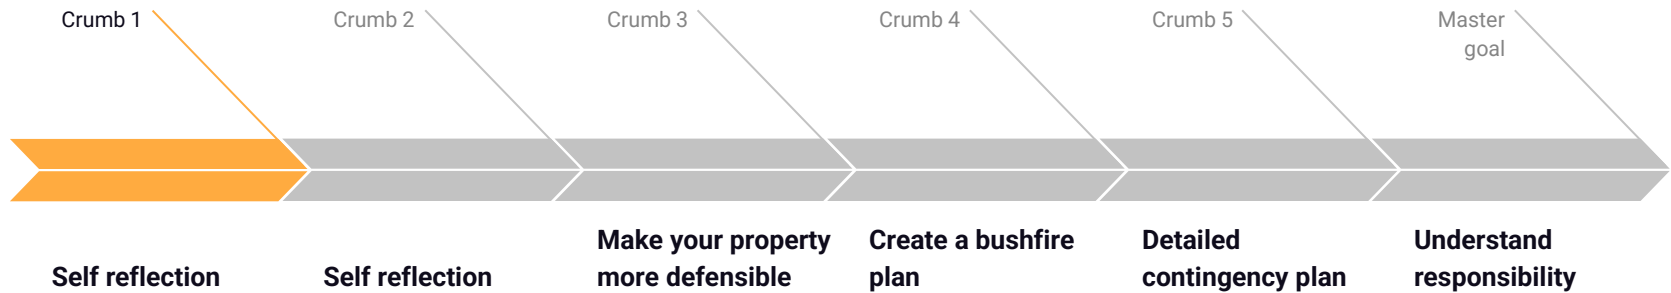 Crumb 1
Crumb 2
Crumb 3
Crumb 4
Crumb 5
Master
goal
Self reflection
Self reflection
Make your property
more defensible
Create a bushfire
plan
Detailed
contingency plan
Understand
responsibility